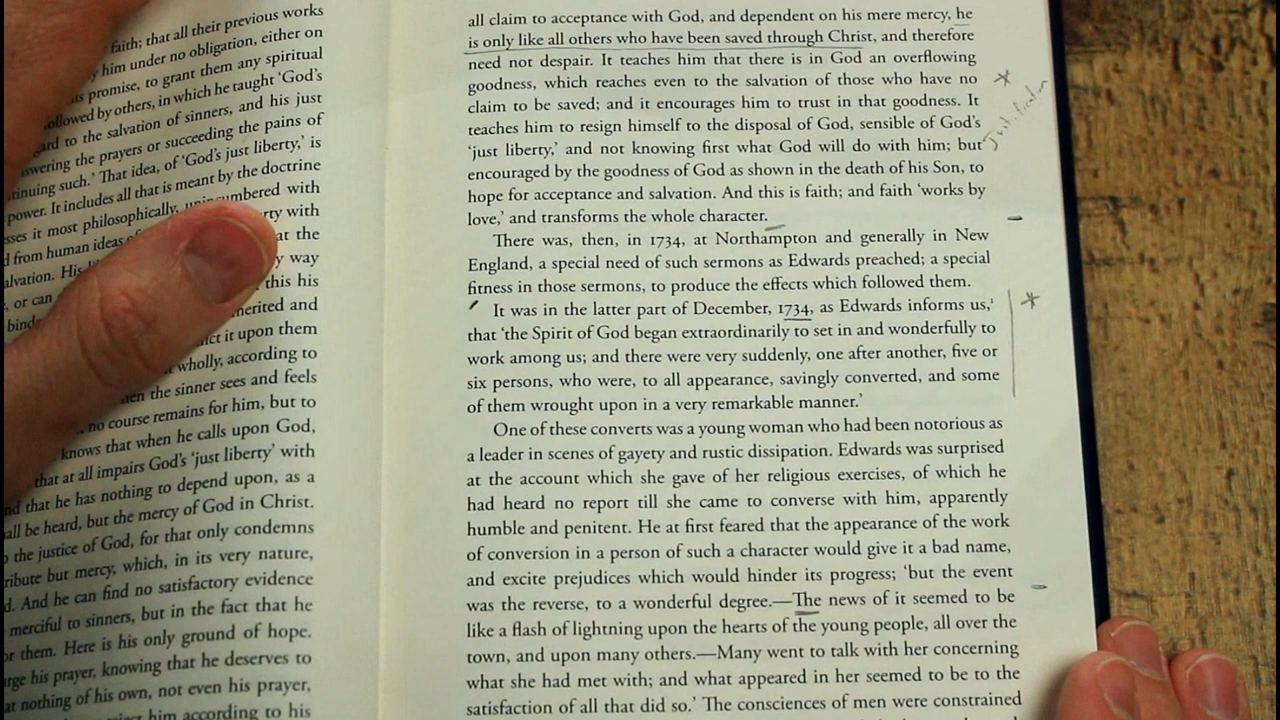 faith; that all their previous works
him under no obligation, either on
promise, to grant them any spiritual
followed by others, in which he taught ‘God’s
to the salvation of sinners, and his just
the prayers or succeeding the pains of
such.’ That idea, of ‘God’s just liberty,’ is
power. It includes all that is meant by the doctrine
it most philosophically, with
from human ideas with
at the
His way
or can this his
and
it upon them
wholly, according to
the sinner sees and feels
no course remains for him, but to
knows that when he calls upon God,
that at all impairs God’s ‘just liberty’ with
that he has nothing to depend upon, as a
be heard, but the mercy of God in Christ.
the justice of God, for that only condemns
but mercy, which, in its very nature,
And he can find no satisfactory evidence
merciful to sinners, but in the fact that he
them. Here is his only ground of hope.
his prayer, knowing that he deserves to
nothing of his own, not even his prayer,
him according to his
all claim to acceptance with God, and dependent on his mere mercy, he
is only like all others who have been saved through Christ, and therefore
need not despair. It teaches him that there is in God an overflowing
goodness, which reaches even to the salvation of those who have no
claim to be saved; and it encourages him to trust in that goodness. It
teaches him to resign himself to the disposal of God, sensible of God’s
‘just liberty,’ and not knowing first what God will do with him; but
encouraged by the goodness of God as shown in the death of his Son, to
hope for acceptance and salvation. And this is faith; and faith ‘works by
love,’ and transforms the whole character.
There was, then, in 1734, at Northampton and generally in New
England, a special need of such sermons as Edwards preached; a special
fitness in those sermons, to produce the effects which followed them.
It was in the latter part of December, 1734, as Edwards informs us,¹
that ‘the Spirit of God began extraordinarily to set in and wonderfully to
work among us; and there were very suddenly, one after another, five or
six persons, who were, to all appearance, savingly converted, and some
of them wrought upon in a very remarkable manner.’
One of these converts was a young woman who had been notorious as
a leader in scenes of gayety and rustic dissipation. Edwards was surprised
at the account which she gave of her religious exercises, of which he
had heard no report till she came to converse with him, apparently
humble and penitent. He at first feared that the appearance of the work
of conversion in a person of such a character would give it a bad name,
and excite prejudices which would hinder its progress; ‘but the event
was the reverse, to a wonderful degree.—The news of it seemed to be
like a flash of lightning upon the hearts of the young people, all over the
town, and upon many others.—Many went to talk with her concerning
what she had met with; and what appeared in her seemed to be to the
satisfaction of all that did so.’ The consciences of men were constrained
Justification